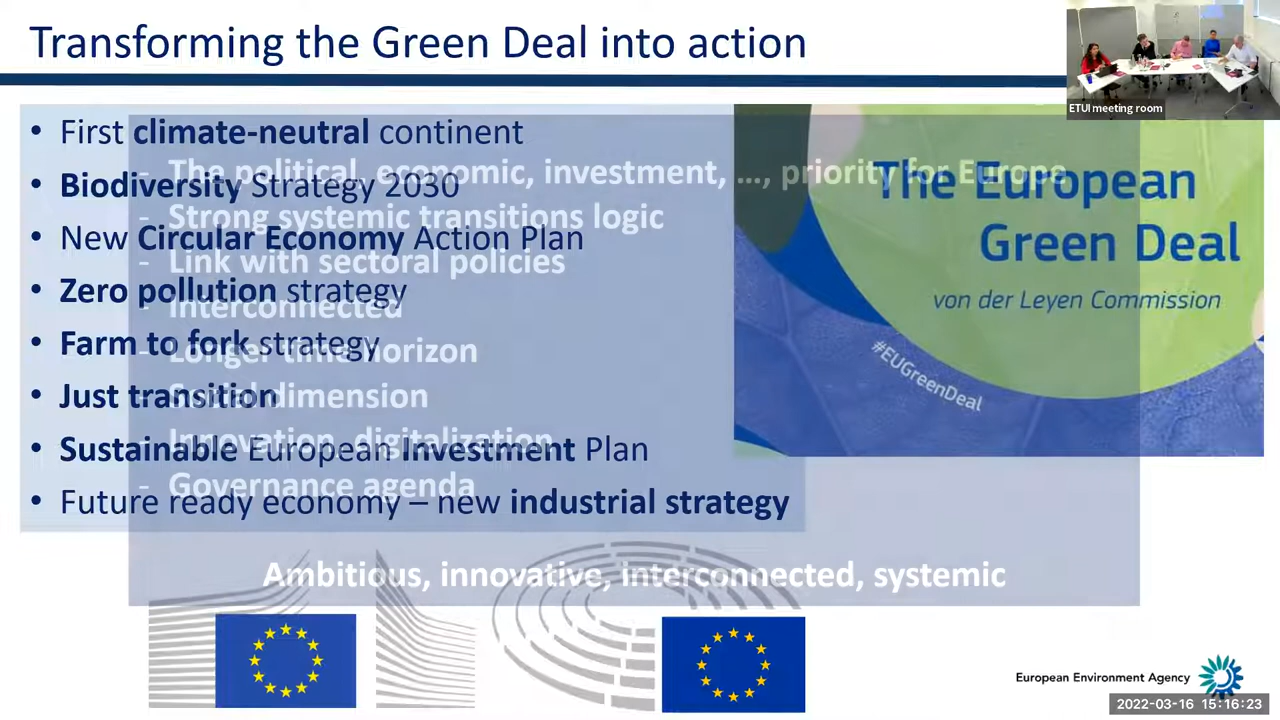 Transforming the Green Deal into action
ETUI meeting room
• First climate-neutral continent
• Biodiversity Strategy 2030
• New Circular Economy Action Plan
• Zero pollution strategy
• Farm to fork strategy
• Just transition
• Sustainable European Investment Plan
• Future ready economy – new industrial strategy
- The political, economic, investment, ..., priority for Europe
- Strong systemic transitions logic
- Link with sectoral policies
- Interconnected
- Longer time horizon
- Social dimension
- Innovation, digitalization
- Governance agenda
Ambitious, innovative, interconnected, systemic
The European
Green Deal
von der Leyen Commission
#EUGreenDeal
European Environment Agency
2022-03-16 15:16:23